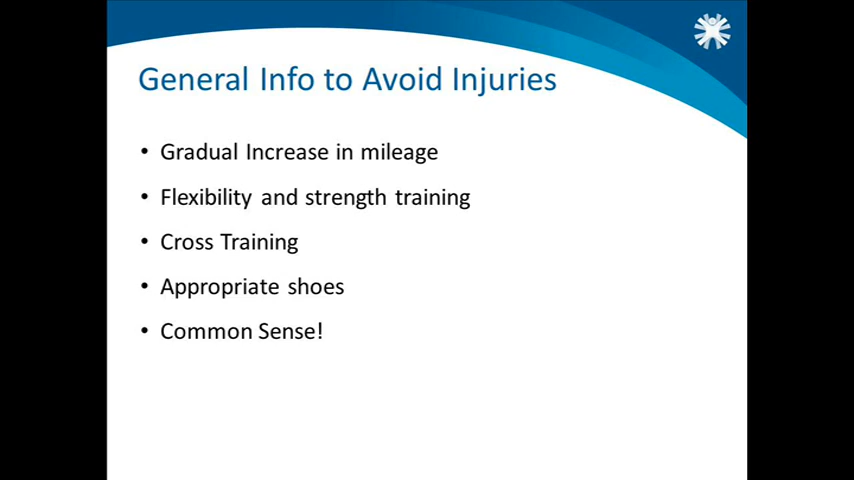 General Info to Avoid Injuries
• Gradual Increase in mileage
• Flexibility and strength training
• Cross Training
• Appropriate shoes
• Common Sense!